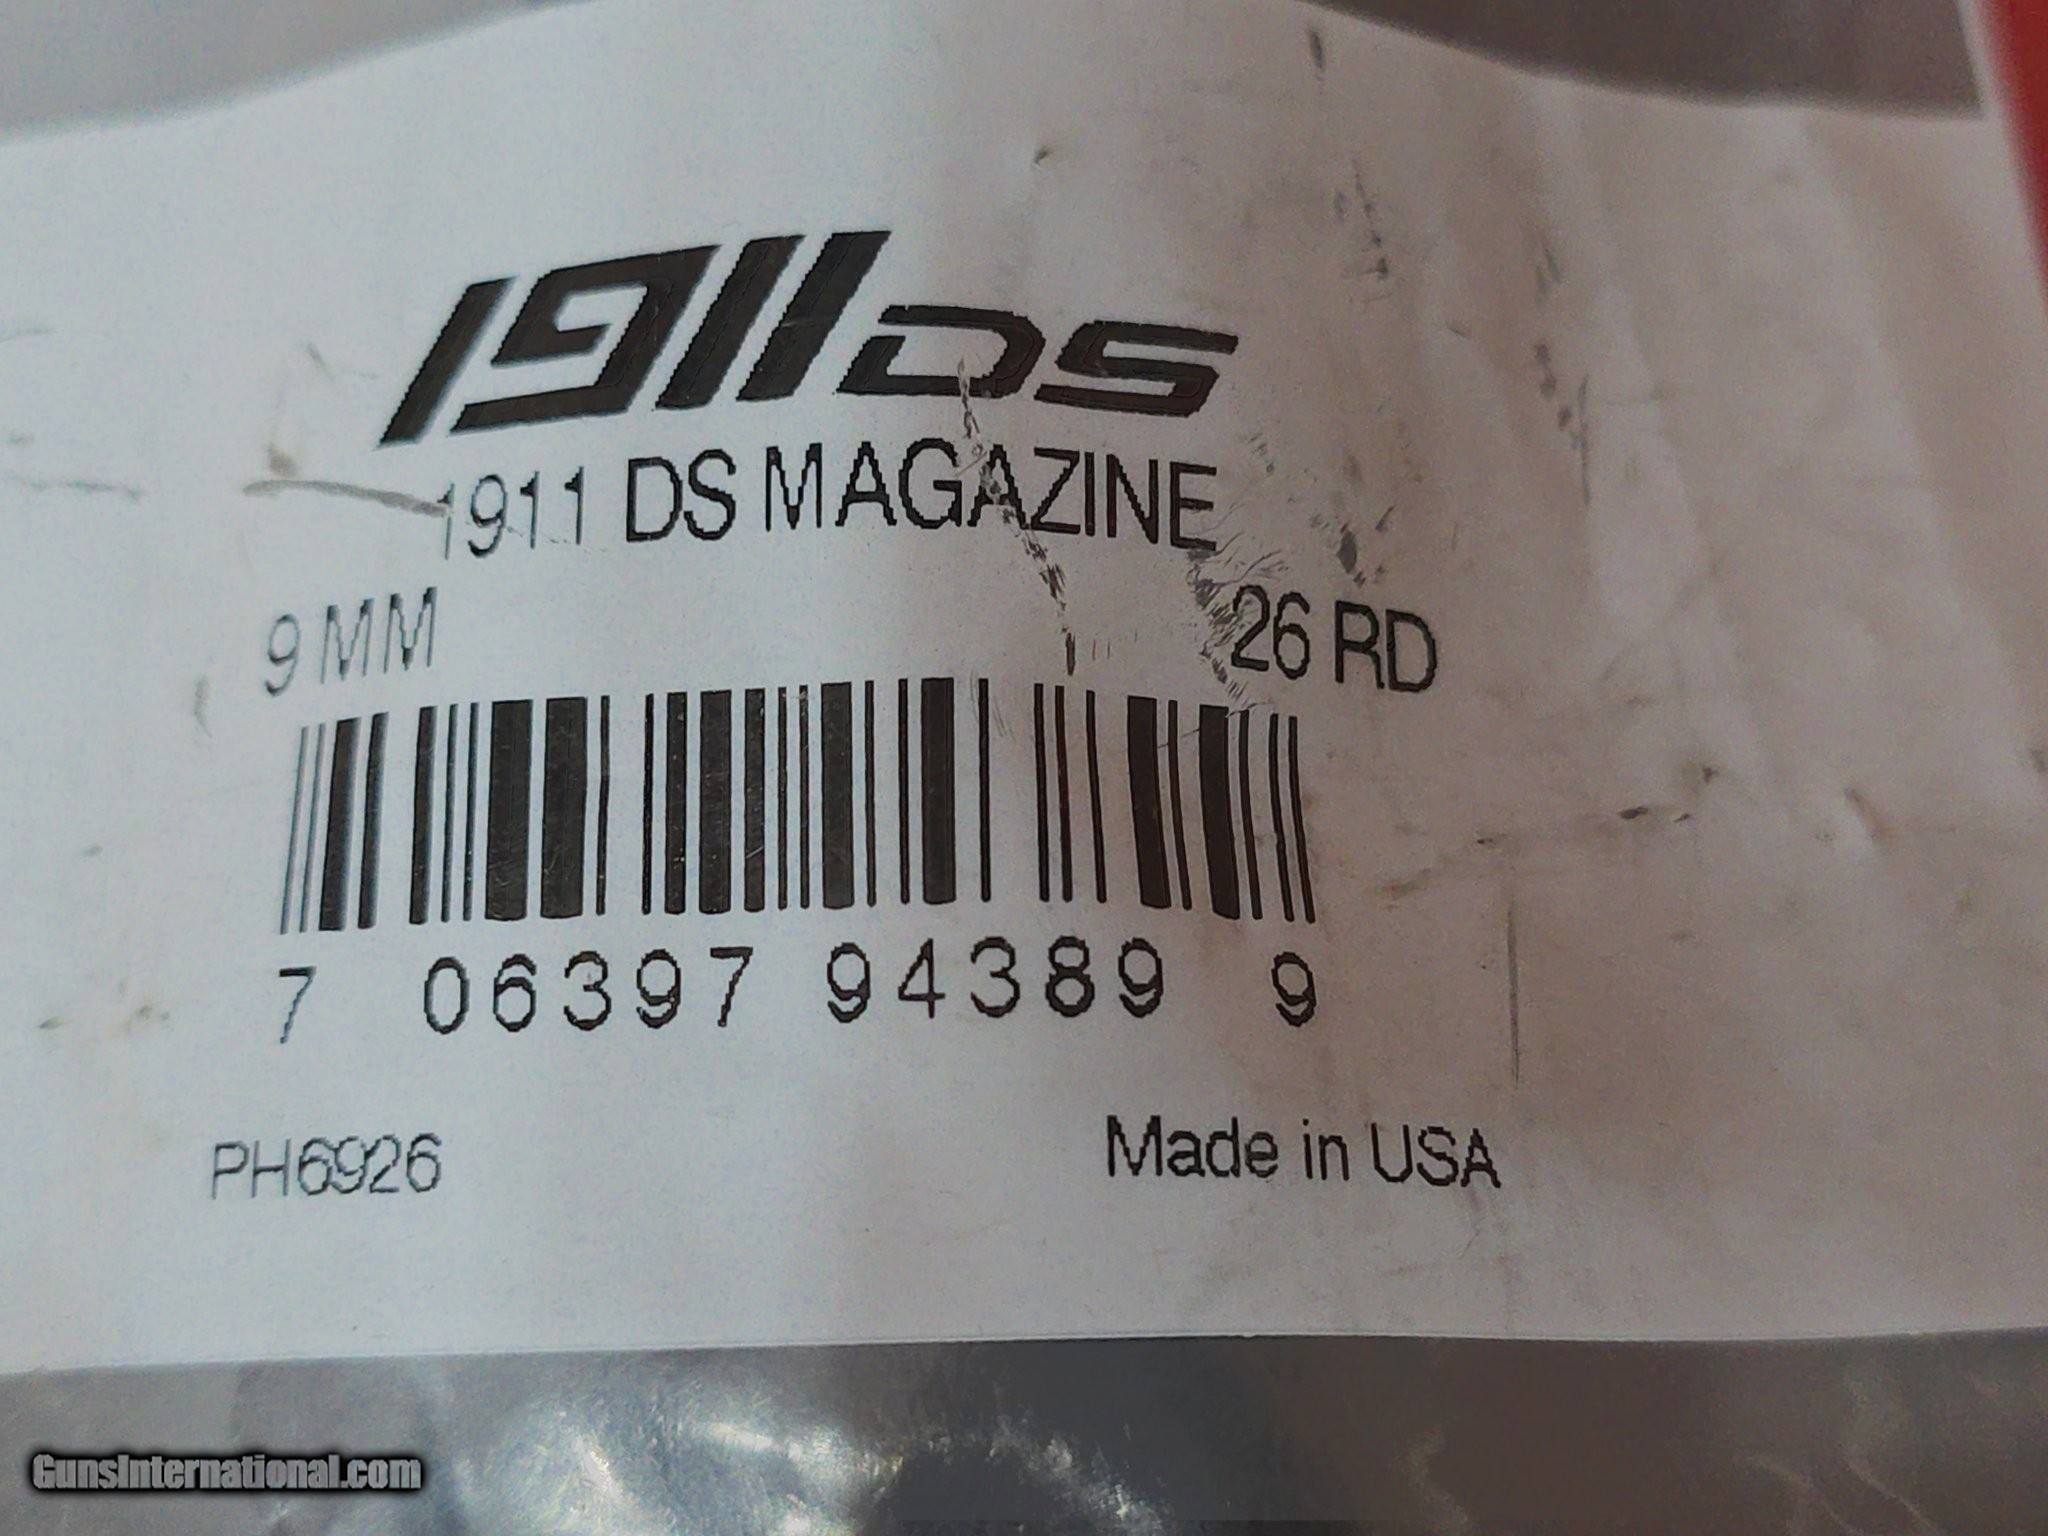 1911DS
1911 DS MAGAZINE
9 MM 26 RD
7 06397 94389 9
PH6926 Made in USA
GunsInternational.com